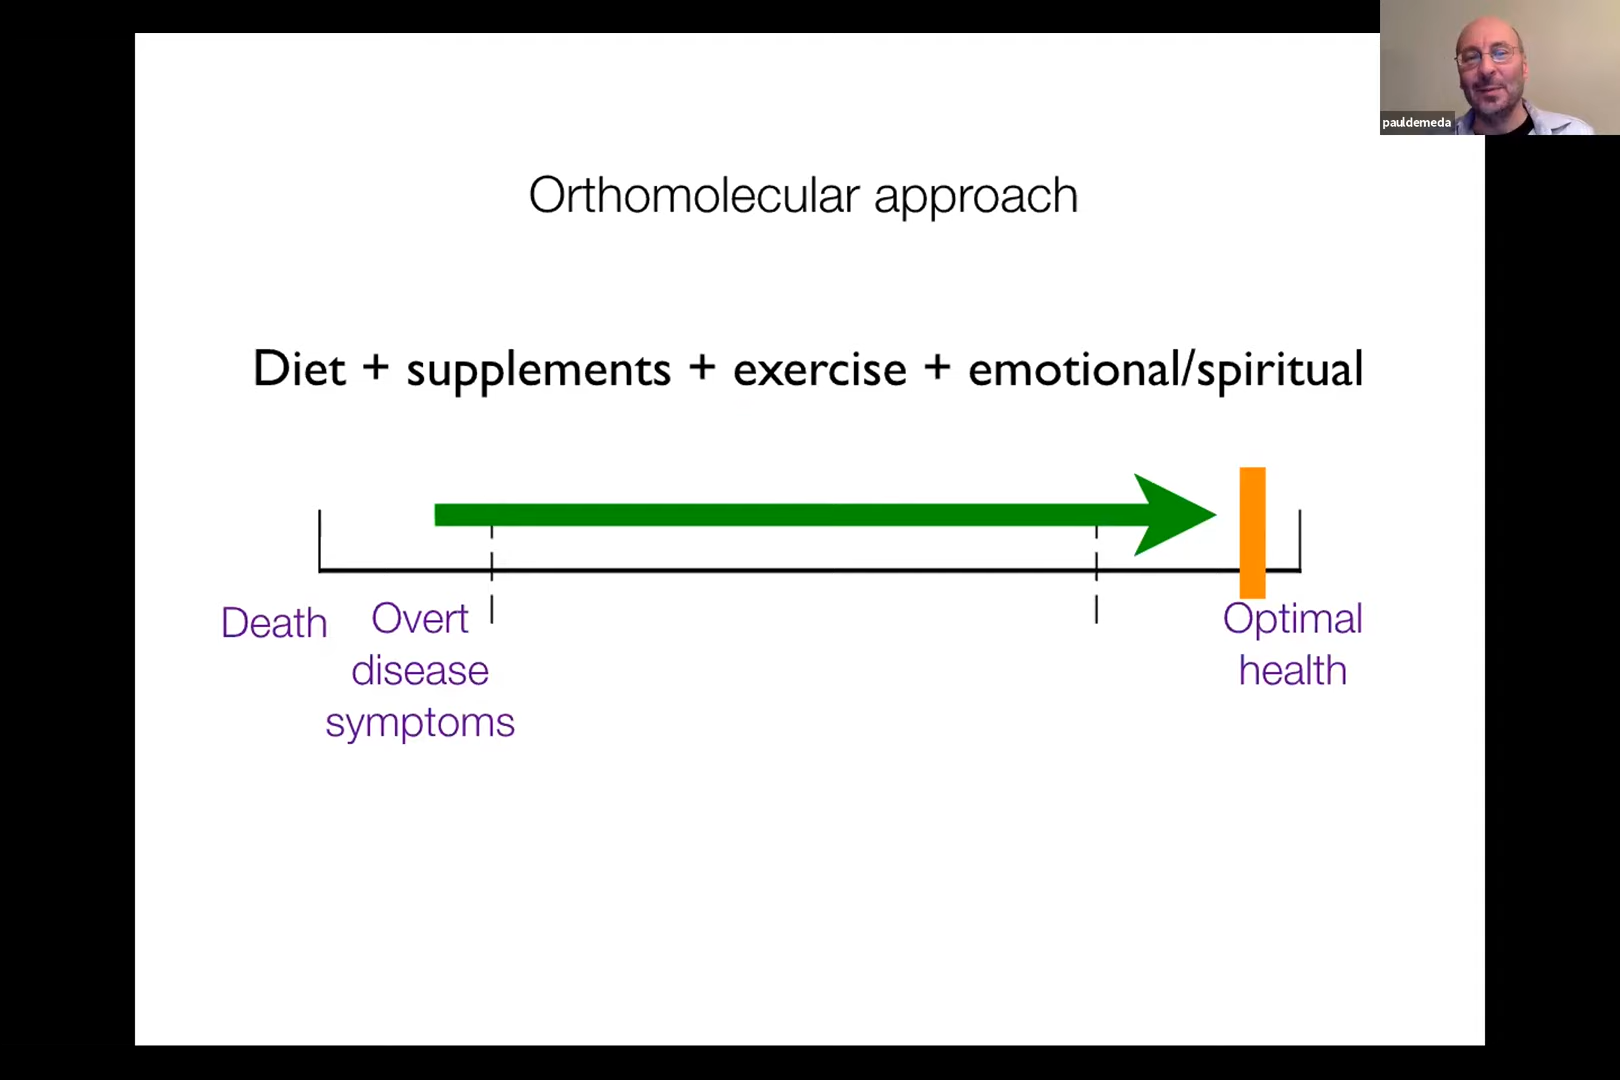 pauldemeda
Orthomolecular approach
Diet + supplements + exercise + emotional/spiritual
Death
Overt
disease
symptoms
Optimal
health